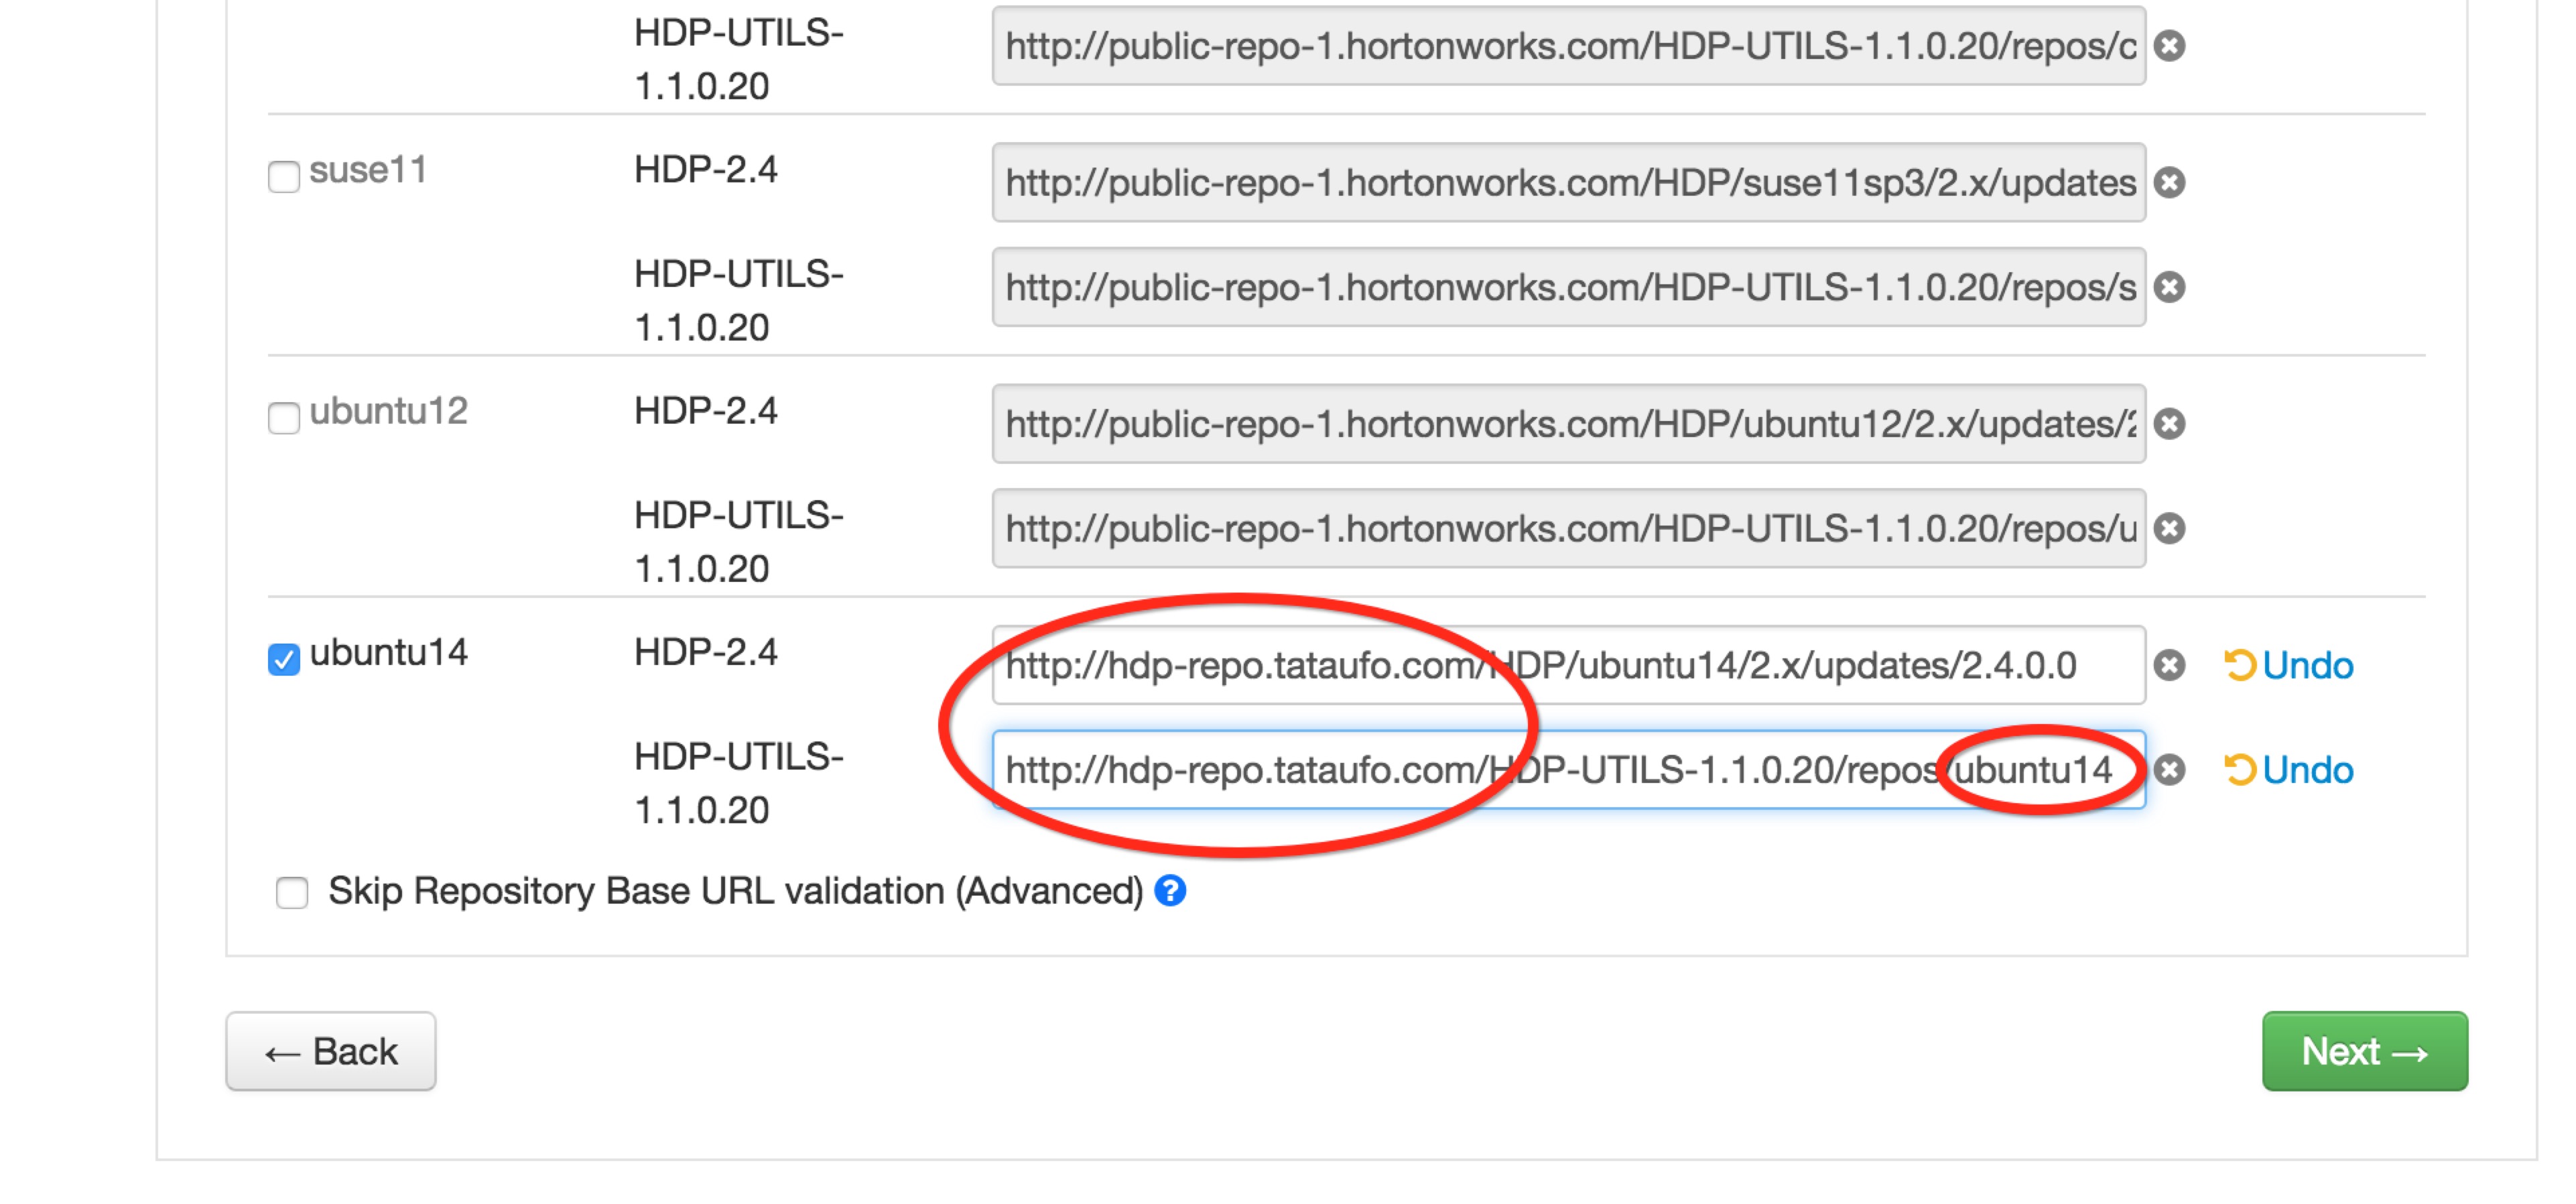 HDP-UTILS-
1.1.0.20
http://public-repo-1.hortonworks.com/HDP-UTILS-1.1.0.20/repos/c
suse11
HDP-2.4
http://public-repo-1.hortonworks.com/HDP/suse11sp3/2.x/updates
HDP-UTILS-
1.1.0.20
http://public-repo-1.hortonworks.com/HDP-UTILS-1.1.0.20/repos/s
ubuntu12
HDP-2.4
http://public-repo-1.hortonworks.com/HDP/ubuntu12/2.x/updates/2
HDP-UTILS-
1.1.0.20
http://public-repo-1.hortonworks.com/HDP-UTILS-1.1.0.20/repos/u
ubuntu14
HDP-2.4
http://hdp-repo.tataufo.com/HDP/ubuntu14/2.x/updates/2.4.0.0
Undo
HDP-UTILS-
1.1.0.20
http://hdp-repo.tataufo.com/HDP-UTILS-1.1.0.20/repos/ubuntu14
Undo
Skip Repository Base URL validation (Advanced) ?
← Back
Next →